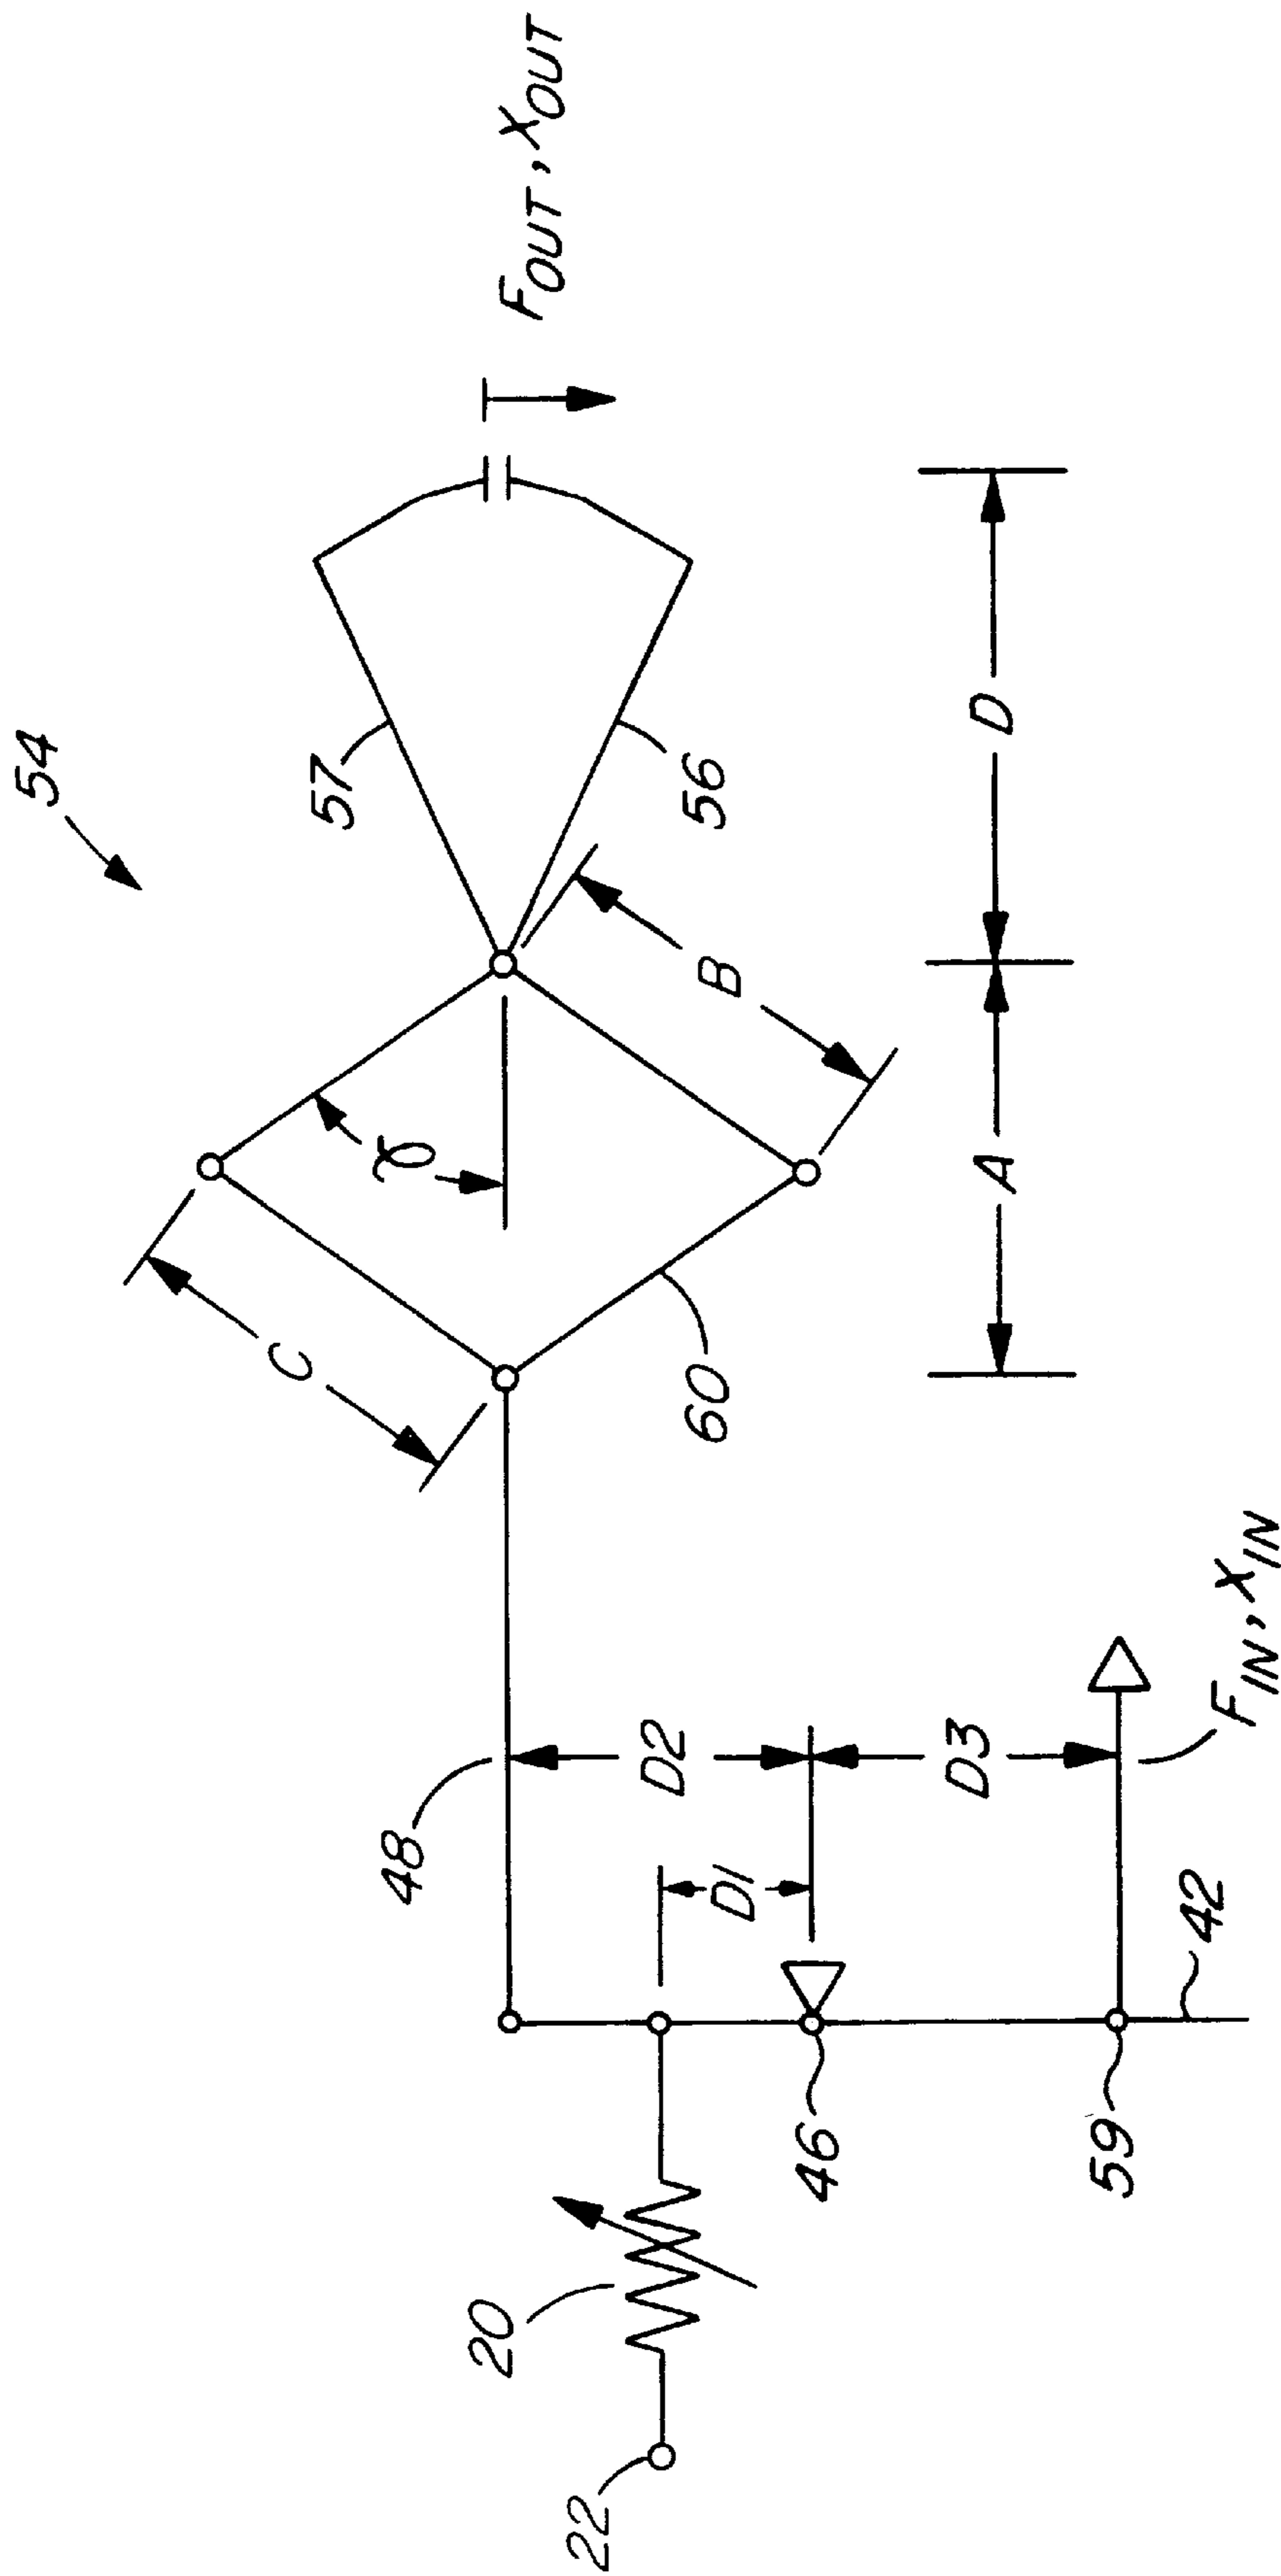 54
57
56
F_OUT, X_OUT
D
B
γ
A
C
60
48
D2
D1
D3
F_IN, X_IN
42
46
59
20
22